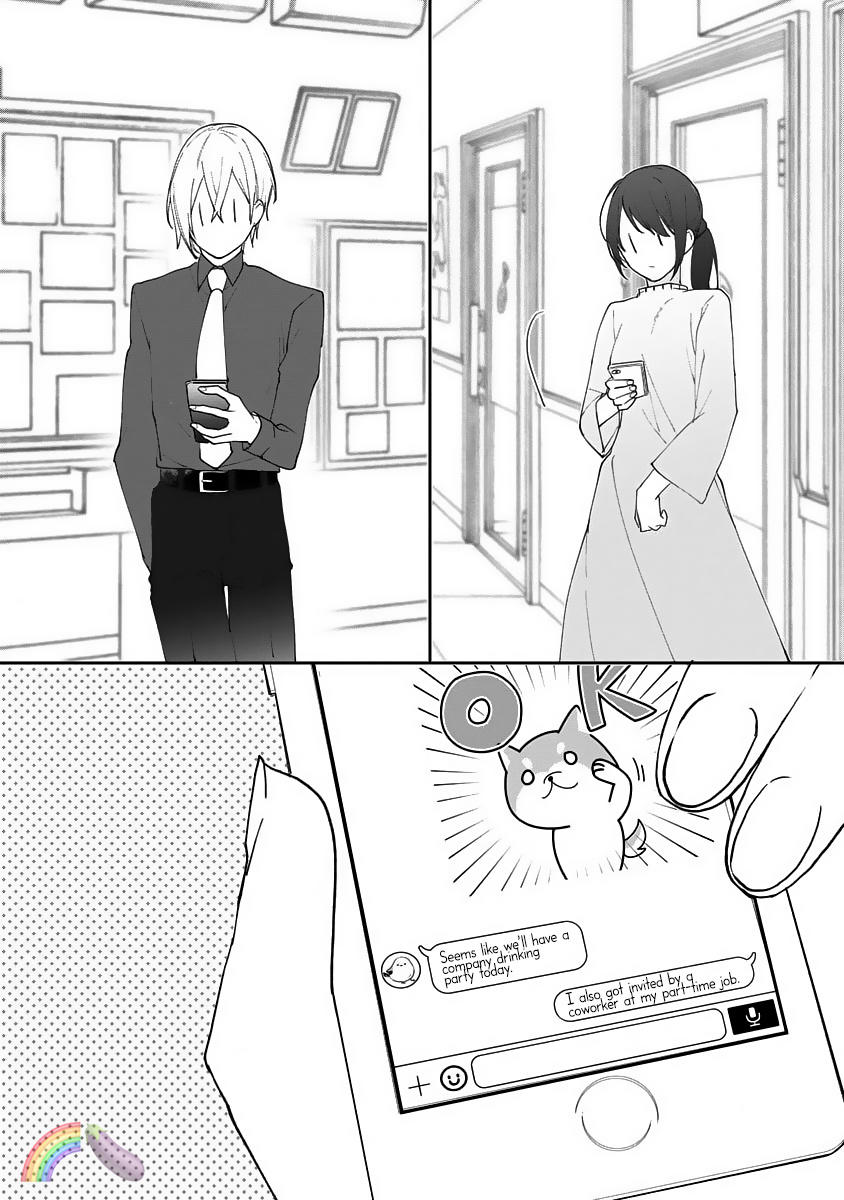 OK
Seems like we'll have a
company drinking
party today.
I also got invited by a
coworker at my part-time job.